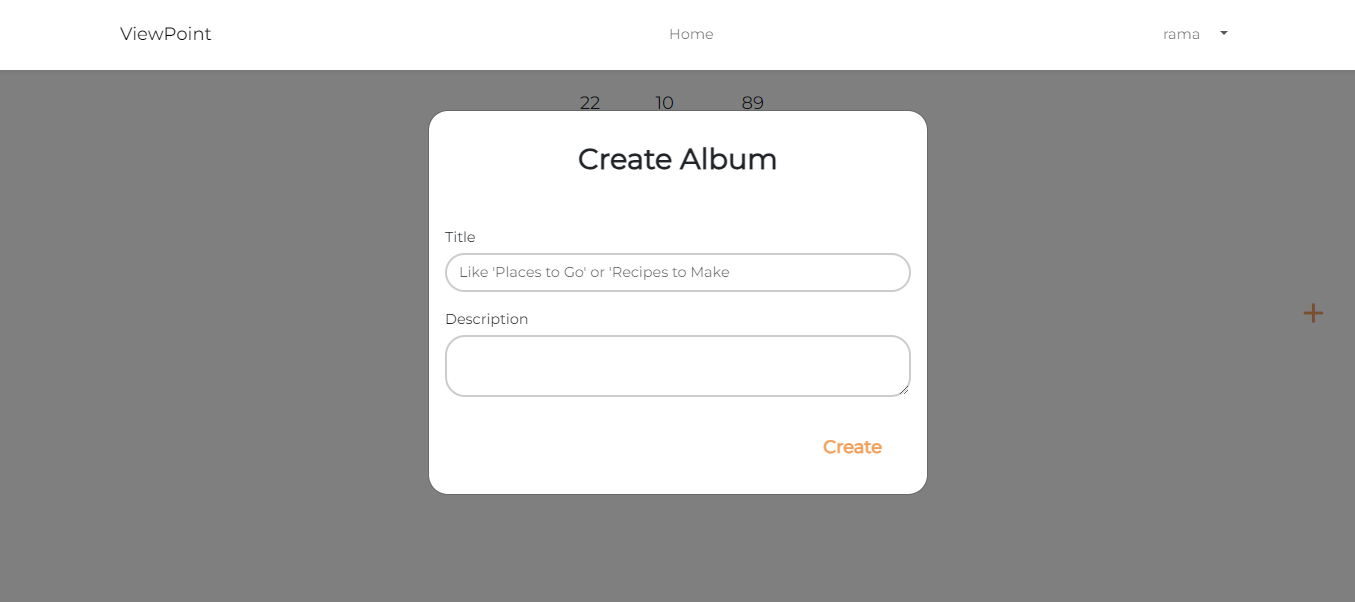 ViewPoint Home rama
22 10 89
Create Album
Title
Like 'Places to Go' or 'Recipes to Make
Description
Create